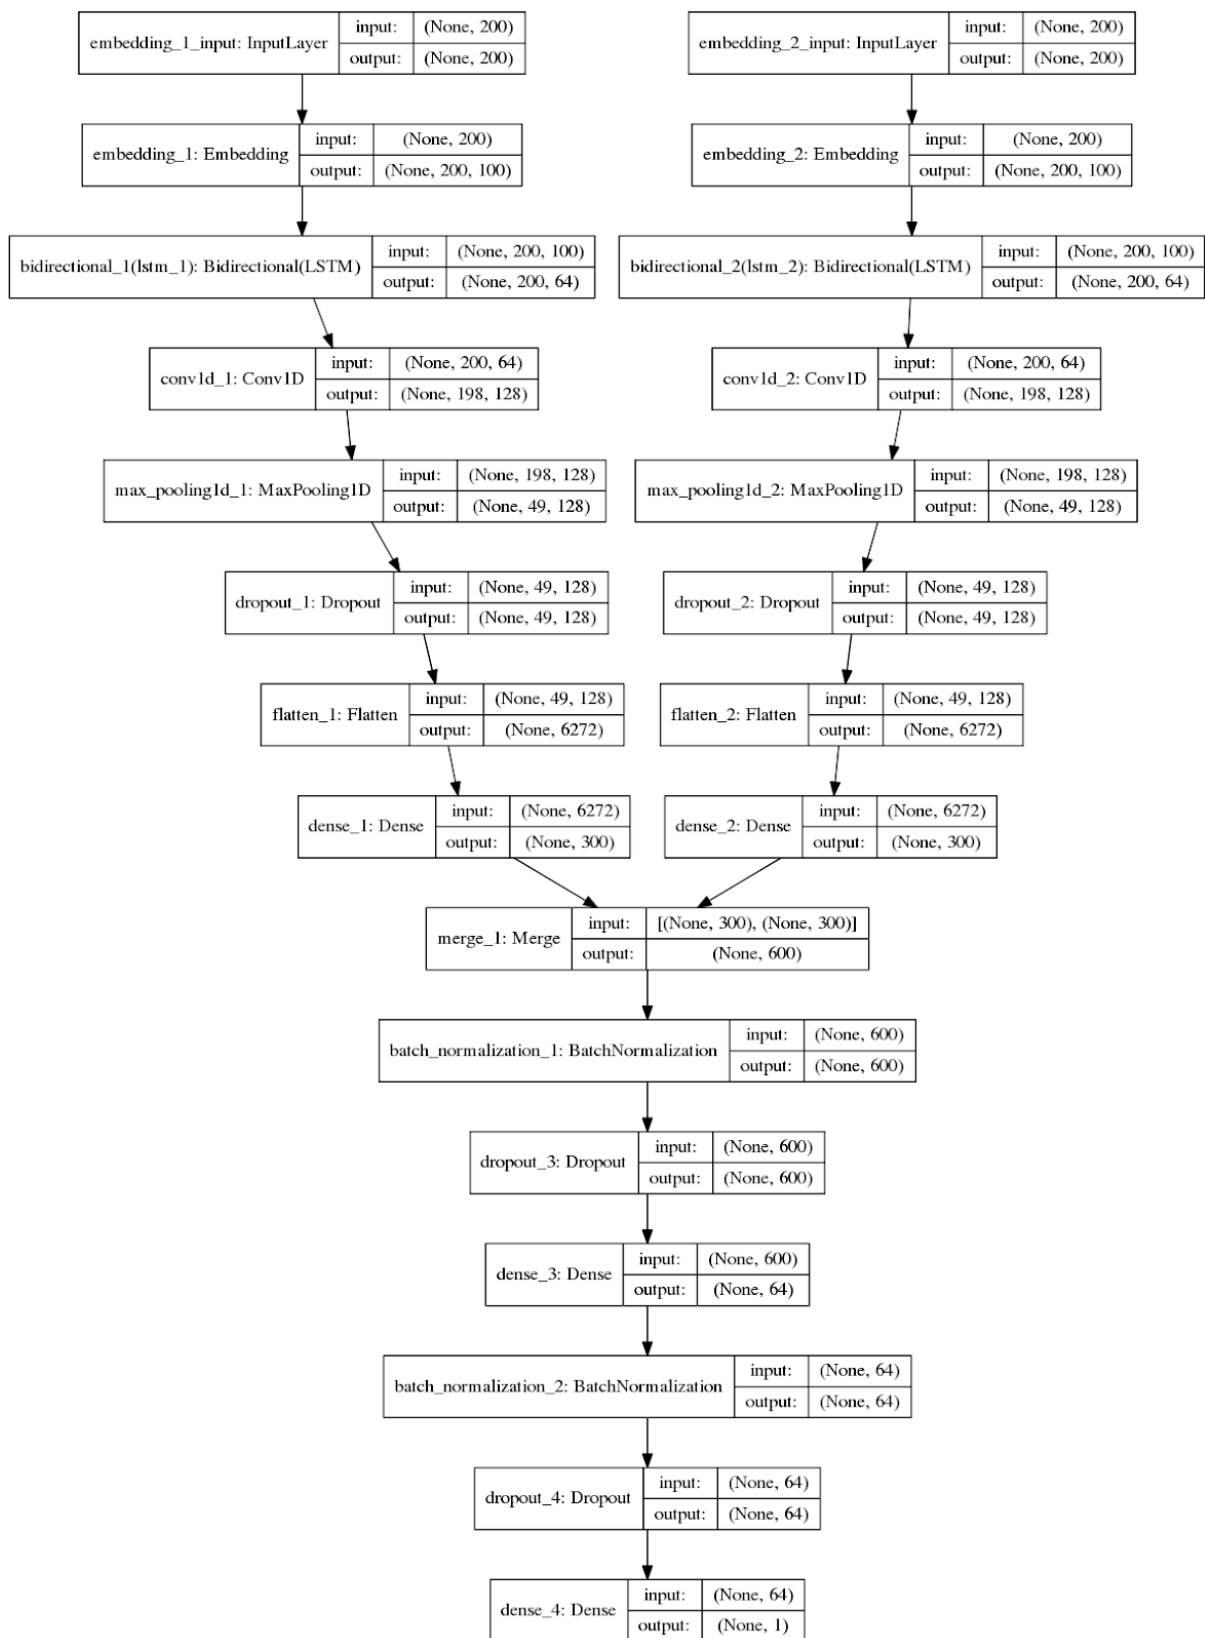 embedding_1_input: InputLayer
input: (None, 200)
output: (None, 200)
embedding_2_input: InputLayer
input: (None, 200)
output: (None, 200)
embedding_1: Embedding
input: (None, 200)
output: (None, 200, 100)
embedding_2: Embedding
input: (None, 200)
output: (None, 200, 100)
bidirectional_1(lstm_1): Bidirectional(LSTM)
input: (None, 200, 100)
output: (None, 200, 64)
bidirectional_2(lstm_2): Bidirectional(LSTM)
input: (None, 200, 100)
output: (None, 200, 64)
conv1d_1: Conv1D
input: (None, 200, 64)
output: (None, 198, 128)
conv1d_2: Conv1D
input: (None, 200, 64)
output: (None, 198, 128)
max_pooling1d_1: MaxPooling1D
input: (None, 198, 128)
output: (None, 49, 128)
max_pooling1d_2: MaxPooling1D
input: (None, 198, 128)
output: (None, 49, 128)
dropout_1: Dropout
input: (None, 49, 128)
output: (None, 49, 128)
dropout_2: Dropout
input: (None, 49, 128)
output: (None, 49, 128)
flatten_1: Flatten
input: (None, 49, 128)
output: (None, 6272)
flatten_2: Flatten
input: (None, 49, 128)
output: (None, 6272)
dense_1: Dense
input: (None, 6272)
output: (None, 300)
dense_2: Dense
input: (None, 6272)
output: (None, 300)
merge_1: Merge
input: [(None, 300), (None, 300)]
output: (None, 600)
batch_normalization_1: BatchNormalization
input: (None, 600)
output: (None, 600)
dropout_3: Dropout
input: (None, 600)
output: (None, 600)
dense_3: Dense
input: (None, 600)
output: (None, 64)
batch_normalization_2: BatchNormalization
input: (None, 64)
output: (None, 64)
dropout_4: Dropout
input: (None, 64)
output: (None, 64)
dense_4: Dense
input: (None, 64)
output: (None, 1)